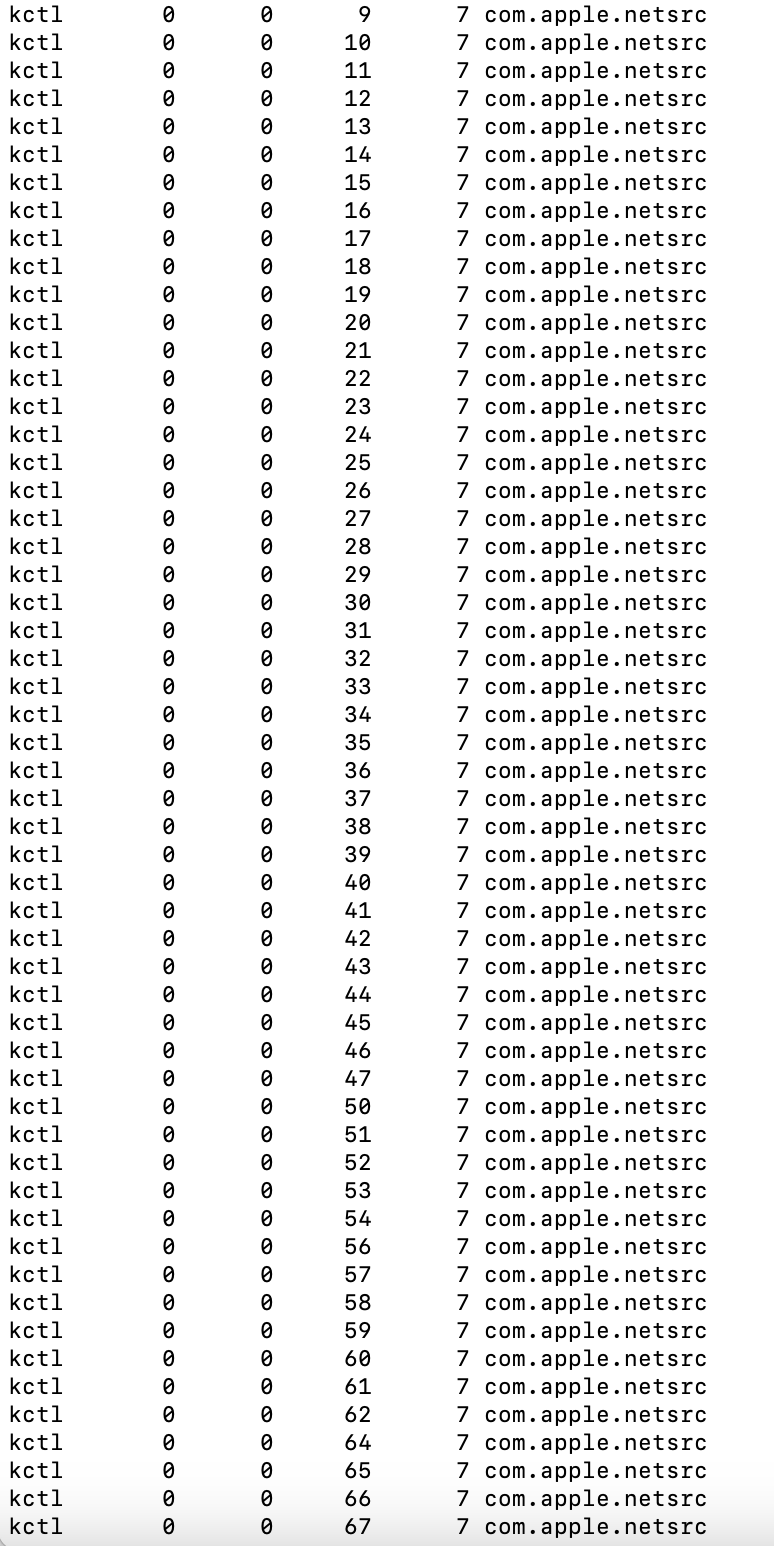 kctl 0 0 9 7 com.apple.netsrc
kctl 0 0 10 7 com.apple.netsrc
kctl 0 0 11 7 com.apple.netsrc
kctl 0 0 12 7 com.apple.netsrc
kctl 0 0 13 7 com.apple.netsrc
kctl 0 0 14 7 com.apple.netsrc
kctl 0 0 15 7 com.apple.netsrc
kctl 0 0 16 7 com.apple.netsrc
kctl 0 0 17 7 com.apple.netsrc
kctl 0 0 18 7 com.apple.netsrc
kctl 0 0 19 7 com.apple.netsrc
kctl 0 0 20 7 com.apple.netsrc
kctl 0 0 21 7 com.apple.netsrc
kctl 0 0 22 7 com.apple.netsrc
kctl 0 0 23 7 com.apple.netsrc
kctl 0 0 24 7 com.apple.netsrc
kctl 0 0 25 7 com.apple.netsrc
kctl 0 0 26 7 com.apple.netsrc
kctl 0 0 27 7 com.apple.netsrc
kctl 0 0 28 7 com.apple.netsrc
kctl 0 0 29 7 com.apple.netsrc
kctl 0 0 30 7 com.apple.netsrc
kctl 0 0 31 7 com.apple.netsrc
kctl 0 0 32 7 com.apple.netsrc
kctl 0 0 33 7 com.apple.netsrc
kctl 0 0 34 7 com.apple.netsrc
kctl 0 0 35 7 com.apple.netsrc
kctl 0 0 36 7 com.apple.netsrc
kctl 0 0 37 7 com.apple.netsrc
kctl 0 0 38 7 com.apple.netsrc
kctl 0 0 39 7 com.apple.netsrc
kctl 0 0 40 7 com.apple.netsrc
kctl 0 0 41 7 com.apple.netsrc
kctl 0 0 42 7 com.apple.netsrc
kctl 0 0 43 7 com.apple.netsrc
kctl 0 0 44 7 com.apple.netsrc
kctl 0 0 45 7 com.apple.netsrc
kctl 0 0 46 7 com.apple.netsrc
kctl 0 0 47 7 com.apple.netsrc
kctl 0 0 50 7 com.apple.netsrc
kctl 0 0 51 7 com.apple.netsrc
kctl 0 0 52 7 com.apple.netsrc
kctl 0 0 53 7 com.apple.netsrc
kctl 0 0 54 7 com.apple.netsrc
kctl 0 0 56 7 com.apple.netsrc
kctl 0 0 57 7 com.apple.netsrc
kctl 0 0 58 7 com.apple.netsrc
kctl 0 0 59 7 com.apple.netsrc
kctl 0 0 60 7 com.apple.netsrc
kctl 0 0 61 7 com.apple.netsrc
kctl 0 0 62 7 com.apple.netsrc
kctl 0 0 64 7 com.apple.netsrc
kctl 0 0 65 7 com.apple.netsrc
kctl 0 0 66 7 com.apple.netsrc
kctl 0 0 67 7 com.apple.netsrc